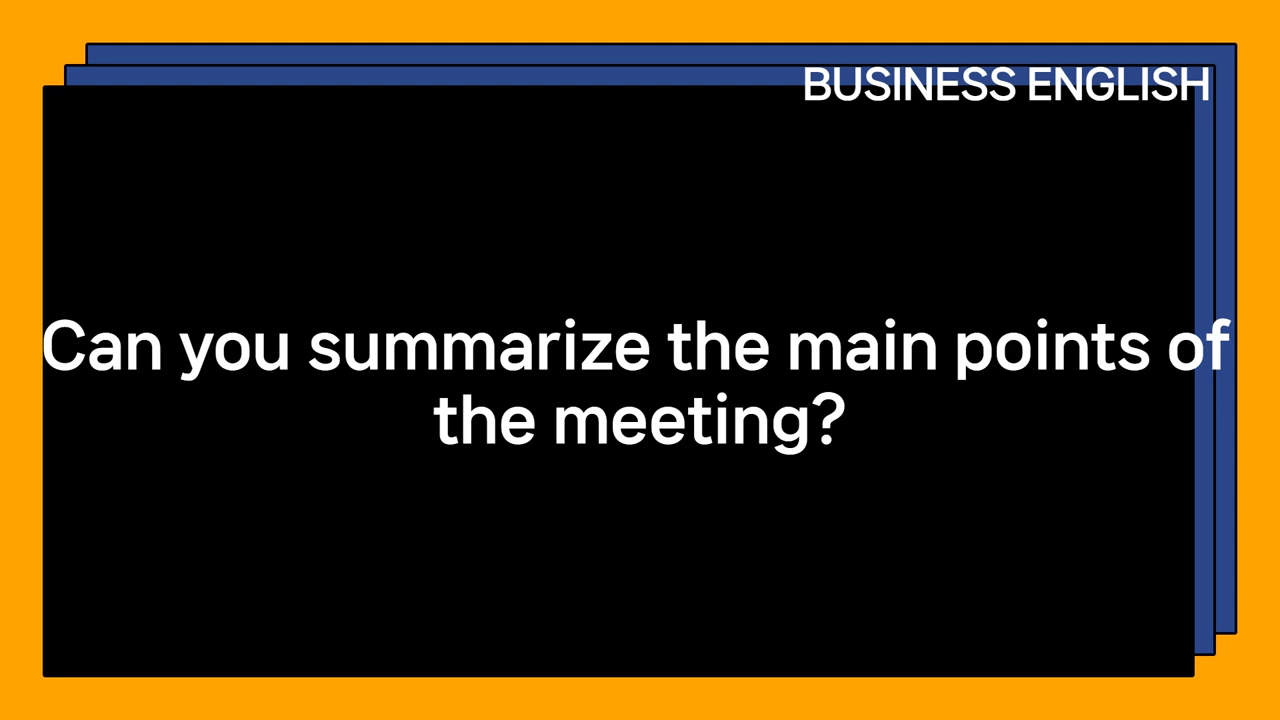 BUSINESS ENGLISH
Can you summarize the main points of
the meeting?